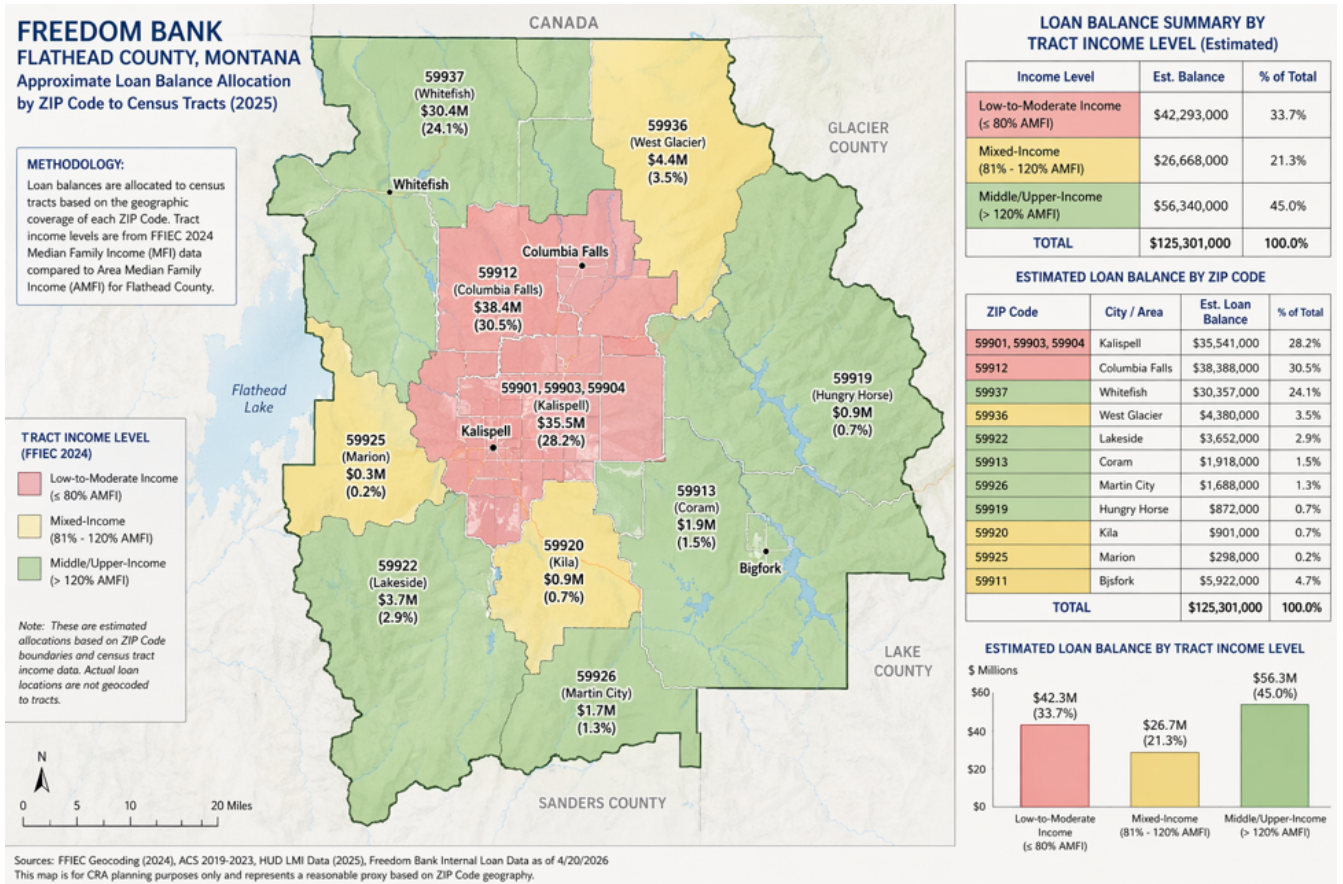 FREEDOM BANK
FLATHEAD COUNTY, MONTANA
Approximate Loan Balance Allocation
by ZIP Code to Census Tracts (2025)
METHODOLOGY:
Loan balances are allocated to census
tracts based on the geographic
coverage of each ZIP Code. Tract
income levels are from FFIEC 2024
Median Family Income (MFI) data
compared to Area Median Family
Income (AMFI) for Flathead County.
CANADA
59937
(Whitefish)
$30.4M
(24.1%)
59936
(West Glacier)
$4.4M
(3.5%)
GLACIER
COUNTY
Whitefish
Columbia Falls
59912
(Columbia Falls)
$38.4M
(30.5%)
Flathead
Lake
59901, 59903, 59904
(Kalispell)
$35.5M
(28.2%)
Kalispell
59919
(Hungry Horse)
$0.9M
(0.7%)
59925
(Marion)
$0.3M
(0.2%)
59913
(Coram)
$1.9M
(1.5%)
Bigfork
59920
(Kila)
$0.9M
(0.7%)
59922
(Lakeside)
$3.7M
(2.9%)
59926
(Martin City)
$1.7M
(1.3%)
LAKE
COUNTY
SANDERS COUNTY
TRACT INCOME LEVEL
(FFIEC 2024)
Low-to-Moderate Income
(≤ 80% AMFI)
Mixed-Income
(81% - 120% AMFI)
Middle/Upper-Income
(> 120% AMFI)
Note: These are estimated
allocations based on ZIP Code
boundaries and census tract
income data. Actual loan
locations are not geocoded
to tracts.
N
0 5 10 20 Miles
LOAN BALANCE SUMMARY BY
TRACT INCOME LEVEL (Estimated)
Income Level Est. Balance % of Total
Low-to-Moderate Income
(≤ 80% AMFI) $42,293,000 33.7%
Mixed-Income
(81% - 120% AMFI) $26,668,000 21.3%
Middle/Upper-Income
(> 120% AMFI) $56,340,000 45.0%
TOTAL $125,301,000 100.0%
ESTIMATED LOAN BALANCE BY ZIP CODE
ZIP Code City / Area Est. Loan Balance % of Total
59901, 59903, 59904 Kalispell $35,541,000 28.2%
59912 Columbia Falls $38,388,000 30.5%
59937 Whitefish $30,357,000 24.1%
59936 West Glacier $4,380,000 3.5%
59922 Lakeside $3,652,000 2.9%
59913 Coram $1,918,000 1.5%
59926 Martin City $1,688,000 1.3%
59919 Hungry Horse $872,000 0.7%
59920 Kila $901,000 0.7%
59925 Marion $298,000 0.2%
59911 Bjsfork $5,922,000 4.7%
TOTAL $125,301,000 100.0%
ESTIMATED LOAN BALANCE BY TRACT INCOME LEVEL
$ Millions
$60
$40
$20
$0
$42.3M
(33.7%)
$26.7M
(21.3%)
$56.3M
(45.0%)
Low-to-Moderate
Income
(≤ 80% AMFI)
Mixed-Income
(81% - 120% AMFI)
Middle/Upper-Income
(> 120% AMFI)
Sources: FFIEC Geocoding (2024), ACS 2019-2023, HUD LMI Data (2025), Freedom Bank Internal Loan Data as of 4/20/2026
This map is for CRA planning purposes only and represents a reasonable proxy based on ZIP Code geography.